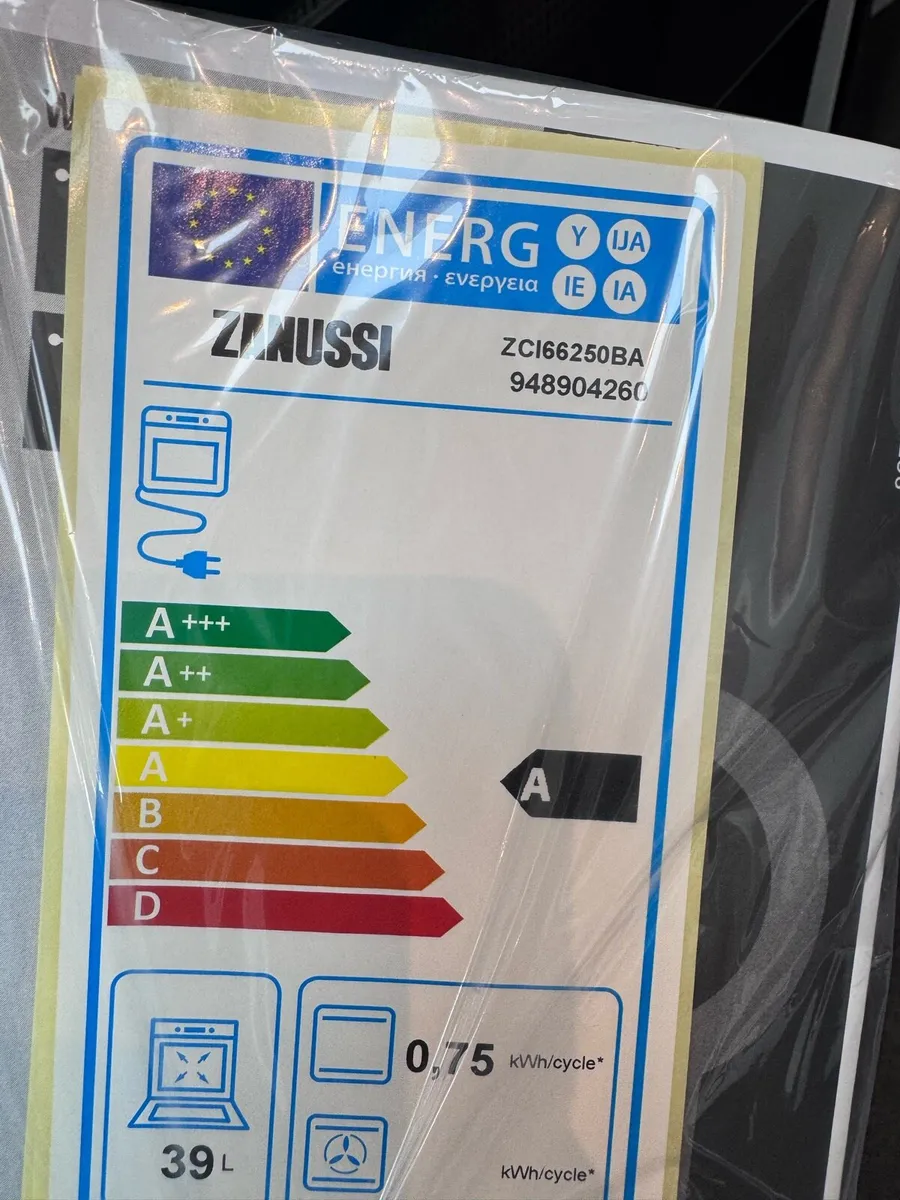 ENERG Y IJA
енергия · ενεργεια IE IA
ZANUSSI
ZCI66250BA
948904260
A+++
A++
A+
A
A
B
C
D
0,75 kWh/cycle*
39 L
kWh/cycle*